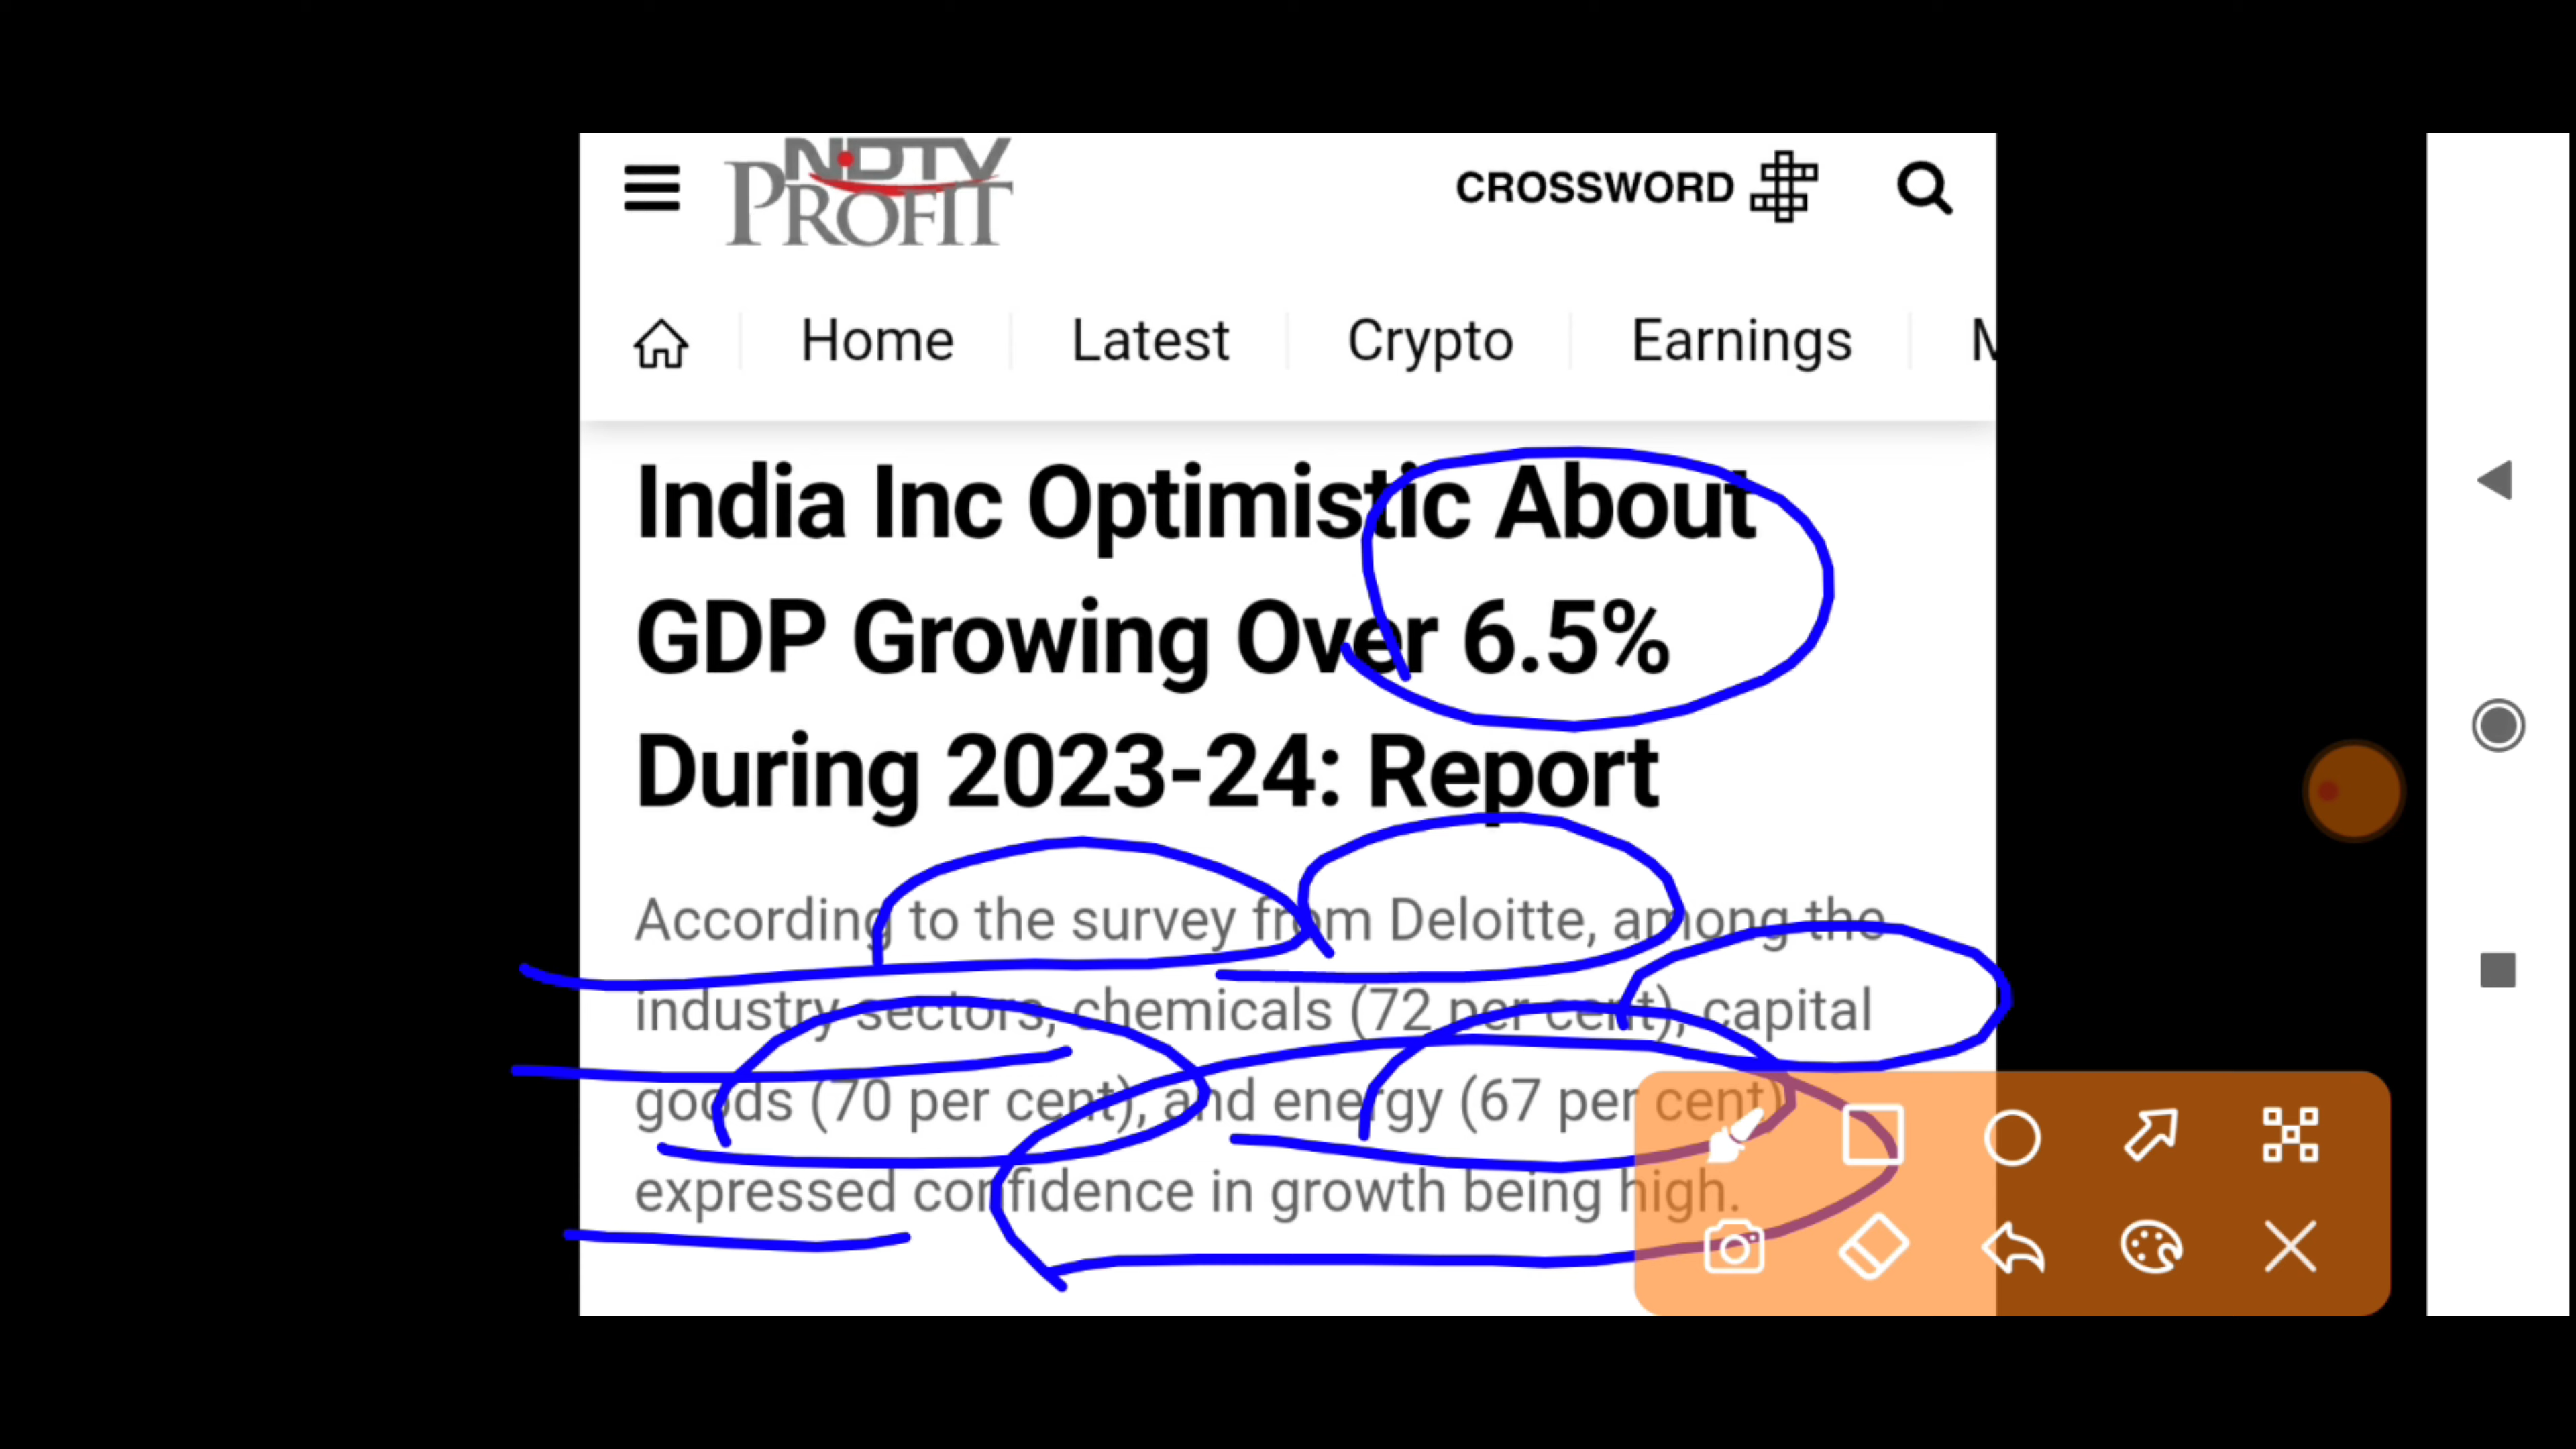 NDTV
PROFIT
CROSSWORD
Home
Latest
Crypto
Earnings
India Inc Optimistic About
GDP Growing Over 6.5%
During 2023-24: Report
According to the survey from Deloitte, among the
industry sectors, chemicals (72 per cent), capital
goods (70 per cent), and energy (67 per cent)
expressed confidence in growth being high.